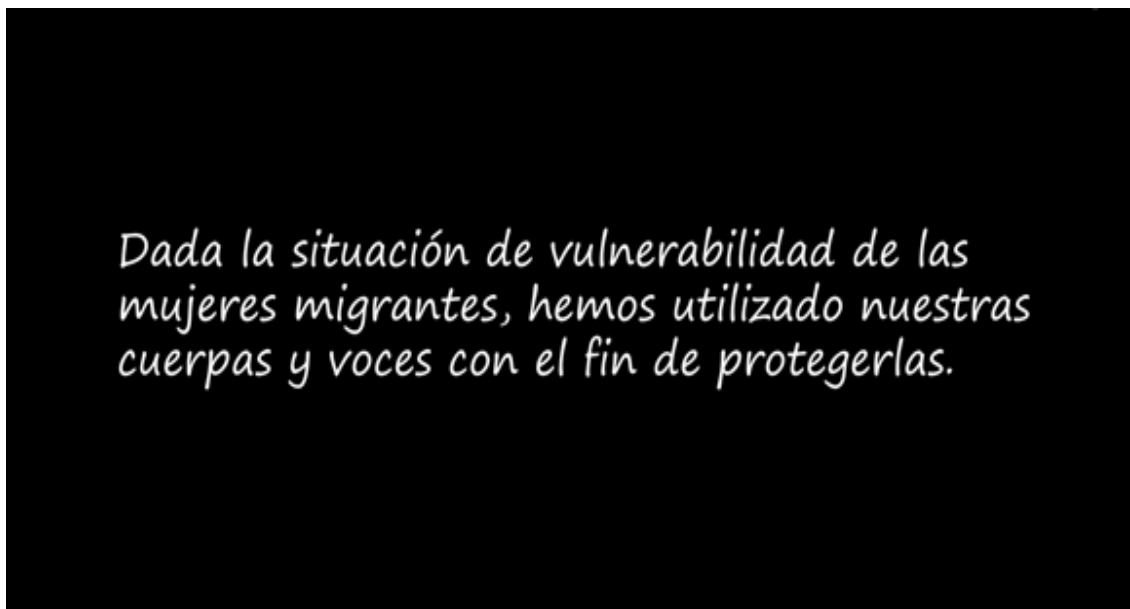 Dada la situación de vulnerabilidad de las
mujeres migrantes, hemos utilizado nuestras
cuerpas y voces con el fin de protegerlas.